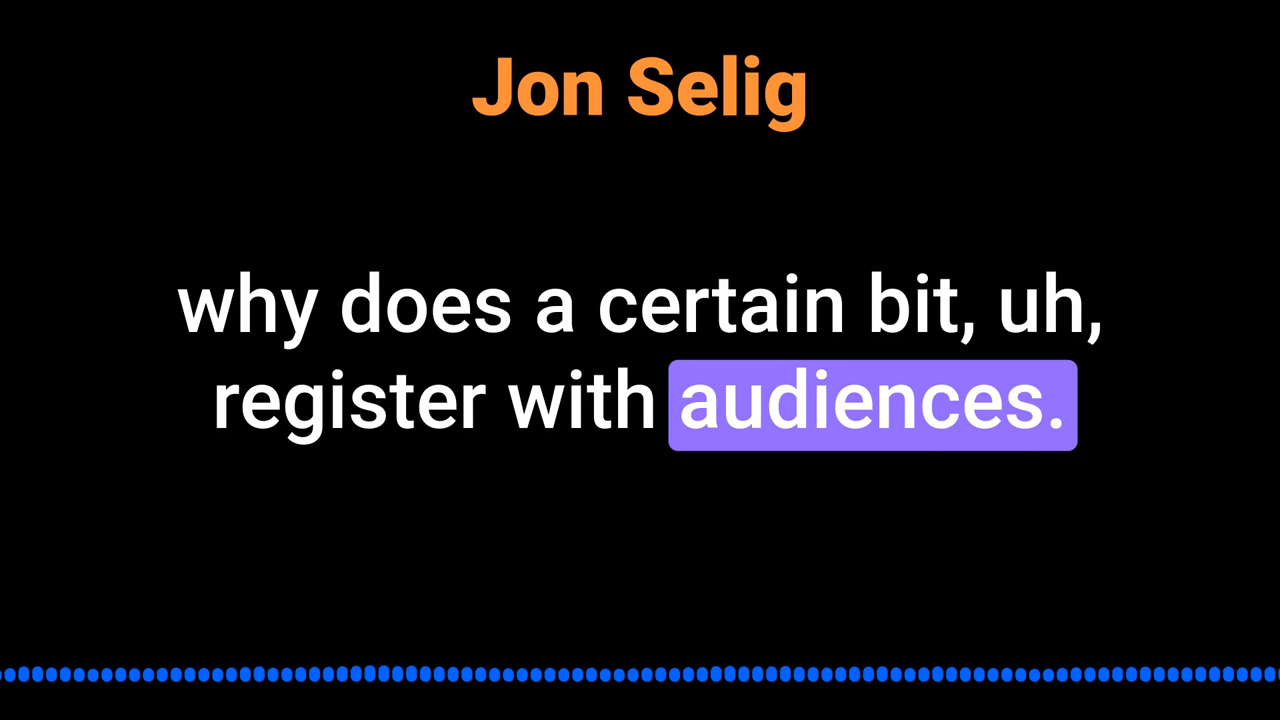 Jon Selig
why does a certain bit, uh,
register with audiences.